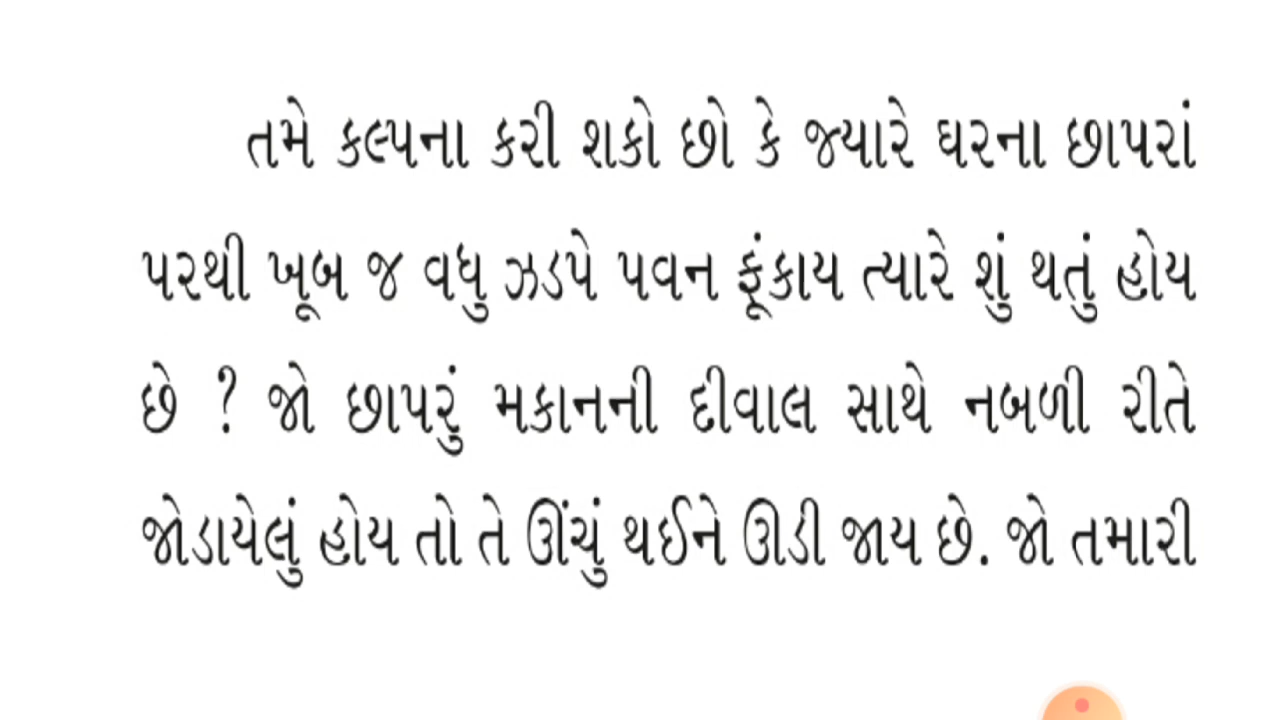 તમે કલ્પના કરી શકો છો કે જ્યારે ઘરના છાપરાં
પરથી ખૂબ જ વધુ ઝડપે પવન ફૂંકાય ત્યારે શું થતું હોય
છે ? જો છાપરું મકાનની દીવાલ સાથે નબળી રીતે
જોડાયેલું હોય તો તે ઊંચું થઈને ઊડી જાય છે. જો તમારી